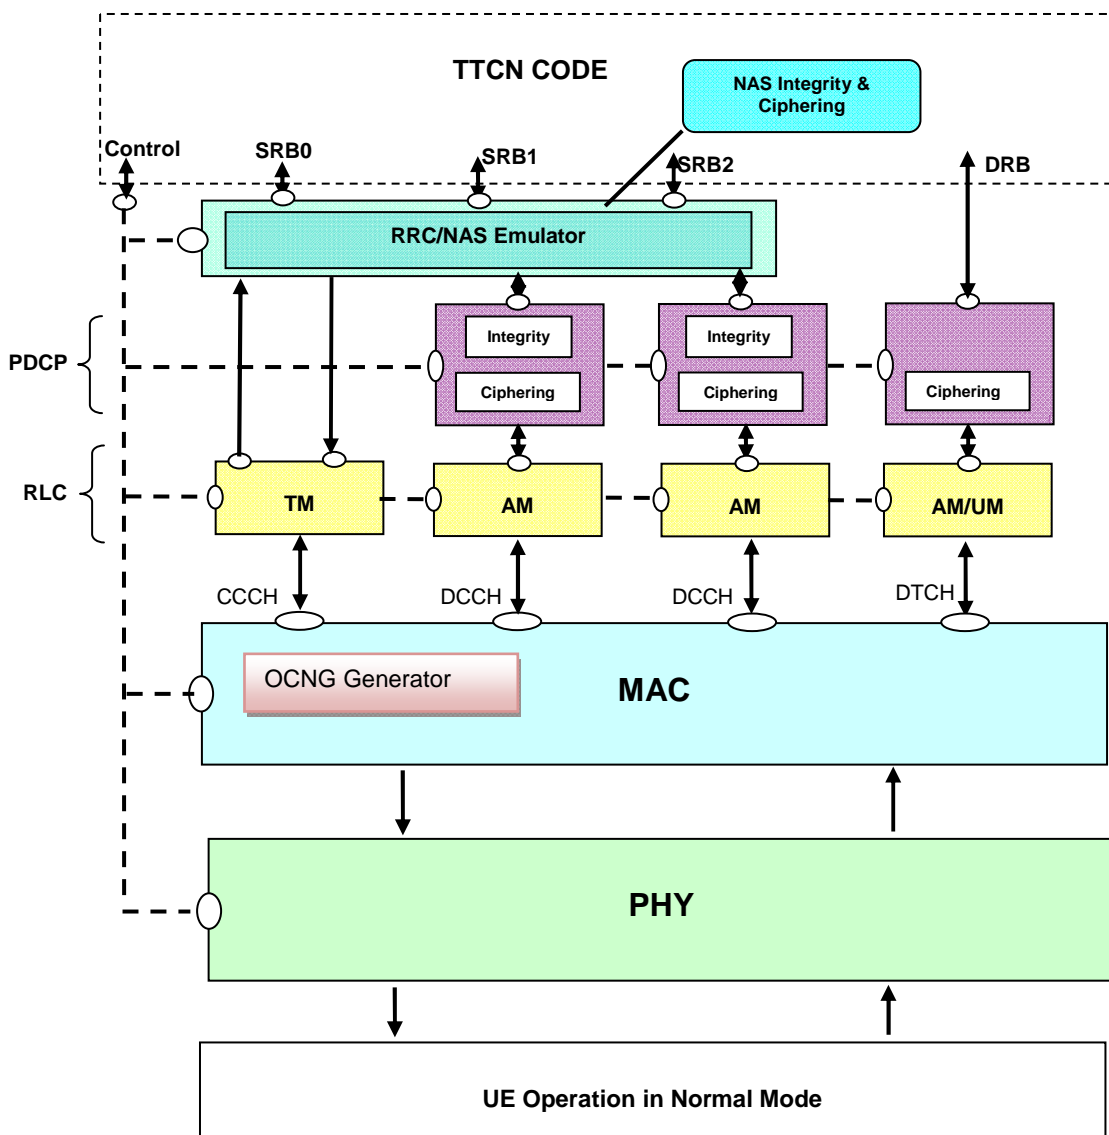 TTCN CODE
NAS Integrity &
Ciphering
Control
SRB0
SRB1
SRB2
DRB
RRC/NAS Emulator
PDCP
Integrity
Integrity
Ciphering
Ciphering
Ciphering
RLC
TM
AM
AM
AM/UM
CCCH
DCCH
DCCH
DTCH
OCNG Generator
MAC
PHY
UE Operation in Normal Mode